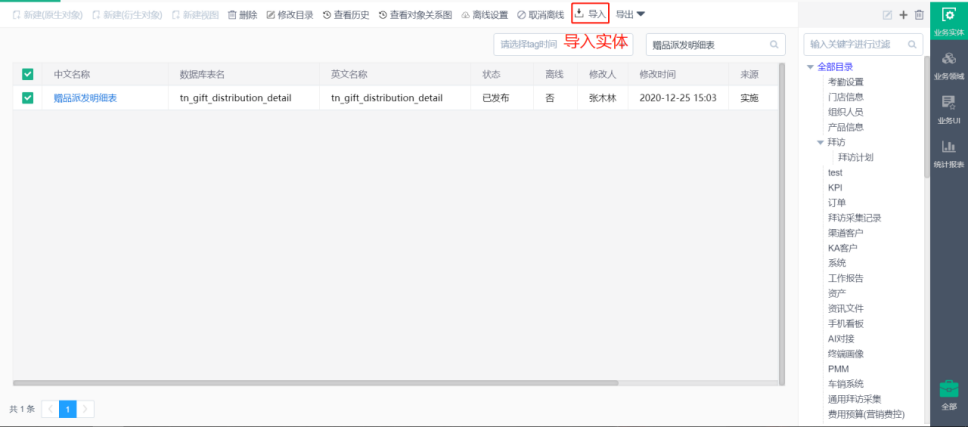 新建(原生对象) 新建(衍生对象) 新建视图 删除 修改目录 查看历史 查看对象关系图 离线设置 取消离线 导入 导出
请选择tag时间 导入实体 赠品派发明细表
中文名称 数据库表名 英文名称 状态 离线 修改人 修改时间 来源
赠品派发明细表 tn_gift_distribution_detail tn_gift_distribution_detail 已发布 否 张木林 2020-12-25 15:03 实施
共 1 条 1
输入关键字进行过滤
全部目录
考勤设置
门店信息
组织人员
产品信息
拜访
拜访计划
test
KPI
订单
拜访采集记录
渠道客户
KA客户
系统
工作报告
资产
资讯文件
手机看板
AI对接
终端画像
PMM
车销系统
通用拜访采集
费用预算(营销费控)
业务实体
业务领域
业务UI
统计报表
全部